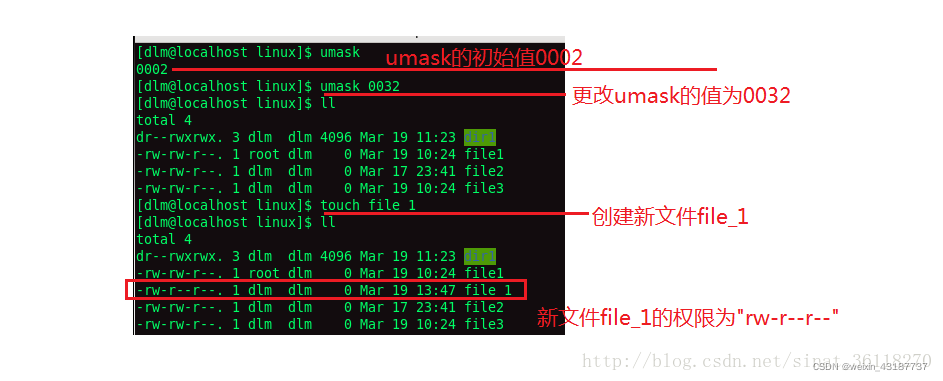 [dlm@localhost linux]$ umask
umask的初始值0002
0002
[dlm@localhost linux]$ umask 0032
更改umask的值为0032
[dlm@localhost linux]$ ll
total 4
dr--rwxrwx. 3 dlm  dlm 4096 Mar 19 11:23 dir1
-rw-rw-r--. 1 root dlm    0 Mar 19 10:24 file1
-rw-rw-r--. 1 dlm  dlm    0 Mar 17 23:41 file2
-rw-rw-r--. 1 dlm  dlm    0 Mar 19 10:24 file3
[dlm@localhost linux]$ touch file_1
创建新文件file_1
[dlm@localhost linux]$ ll
total 4
dr--rwxrwx. 3 dlm  dlm 4096 Mar 19 11:23 dir1
-rw-rw-r--. 1 root dlm    0 Mar 19 10:24 file1
-rw-r--r--. 1 dlm  dlm    0 Mar 19 13:47 file_1
-rw-rw-r--. 1 dlm  dlm    0 Mar 17 23:41 file2
新文件file_1的权限为"rw-r--r--"
-rw-rw-r--. 1 dlm  dlm    0 Mar 19 10:24 file3
http://blog.csdn.net/sinat_36118270
CSDN @weixin_43187737